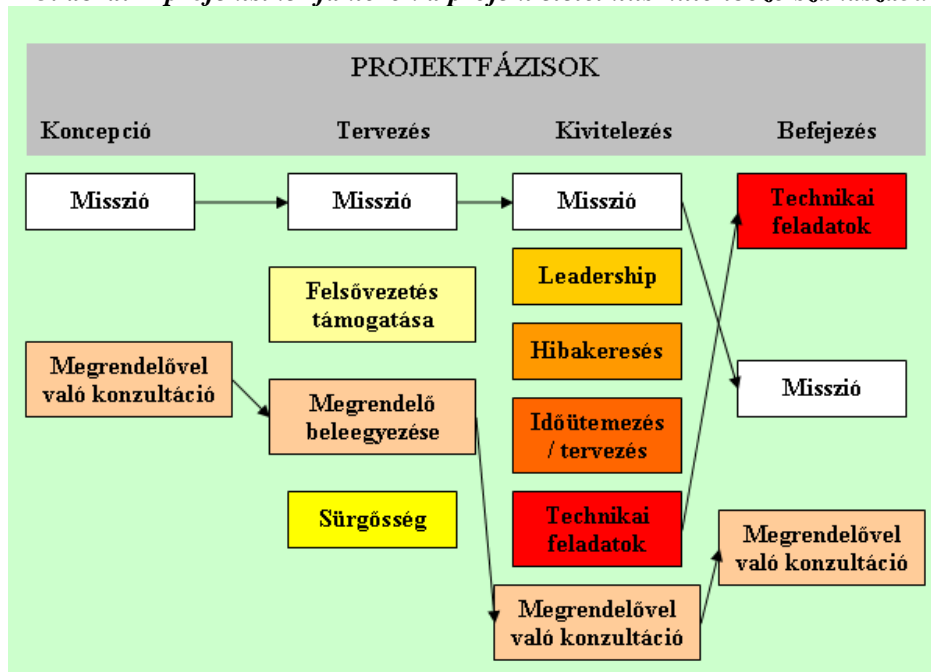 PROJEKTFÁZISOK
Koncepció
Tervezés
Kivitelezés
Befejezés
Misszió
Misszió
Misszió
Technikai
feladatok
Felsővezetés
támogatása
Leadership
Hibakeresés
Megrendelővel
való konzultáció
Megrendelő
beleegyezése
Időütemezés
/ tervezés
Misszió
Sürgősség
Technikai
feladatok
Megrendelővel
való konzultáció
Megrendelővel
való konzultáció